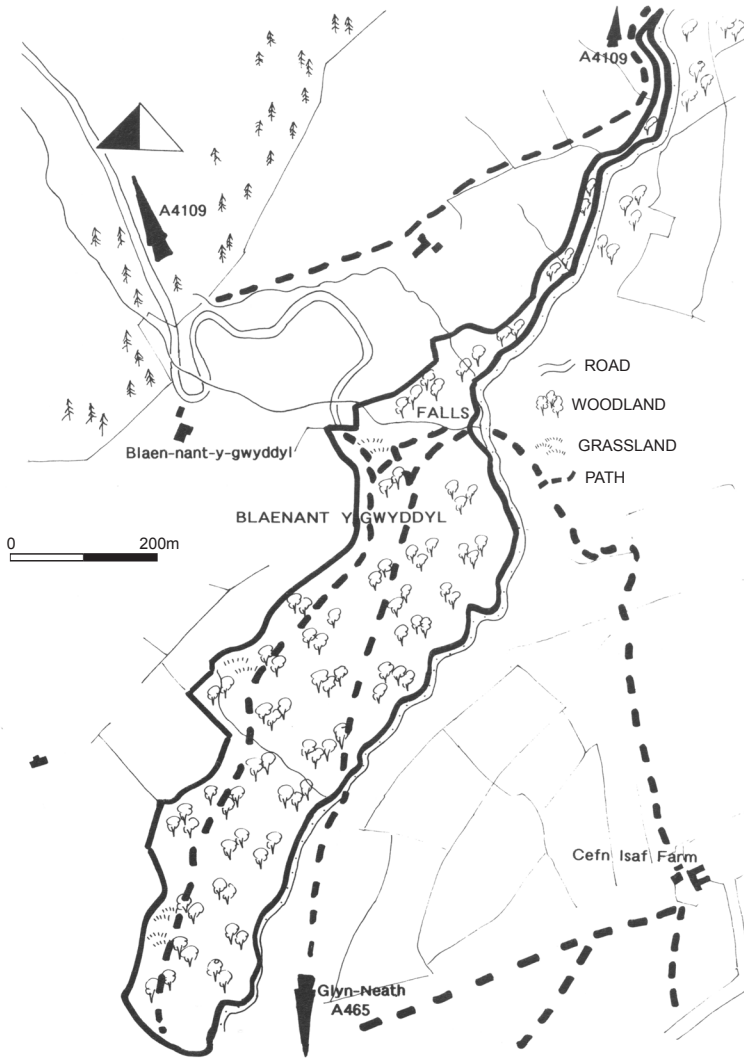 A4109
A4109
ROAD
WOODLAND
FALLS
GRASSLAND
Blaen-nant-y-gwyddyl
PATH
BLAENANT Y GWYDDYL
0 200m
Cefn Isaf Farm
Glyn-Neath
A465